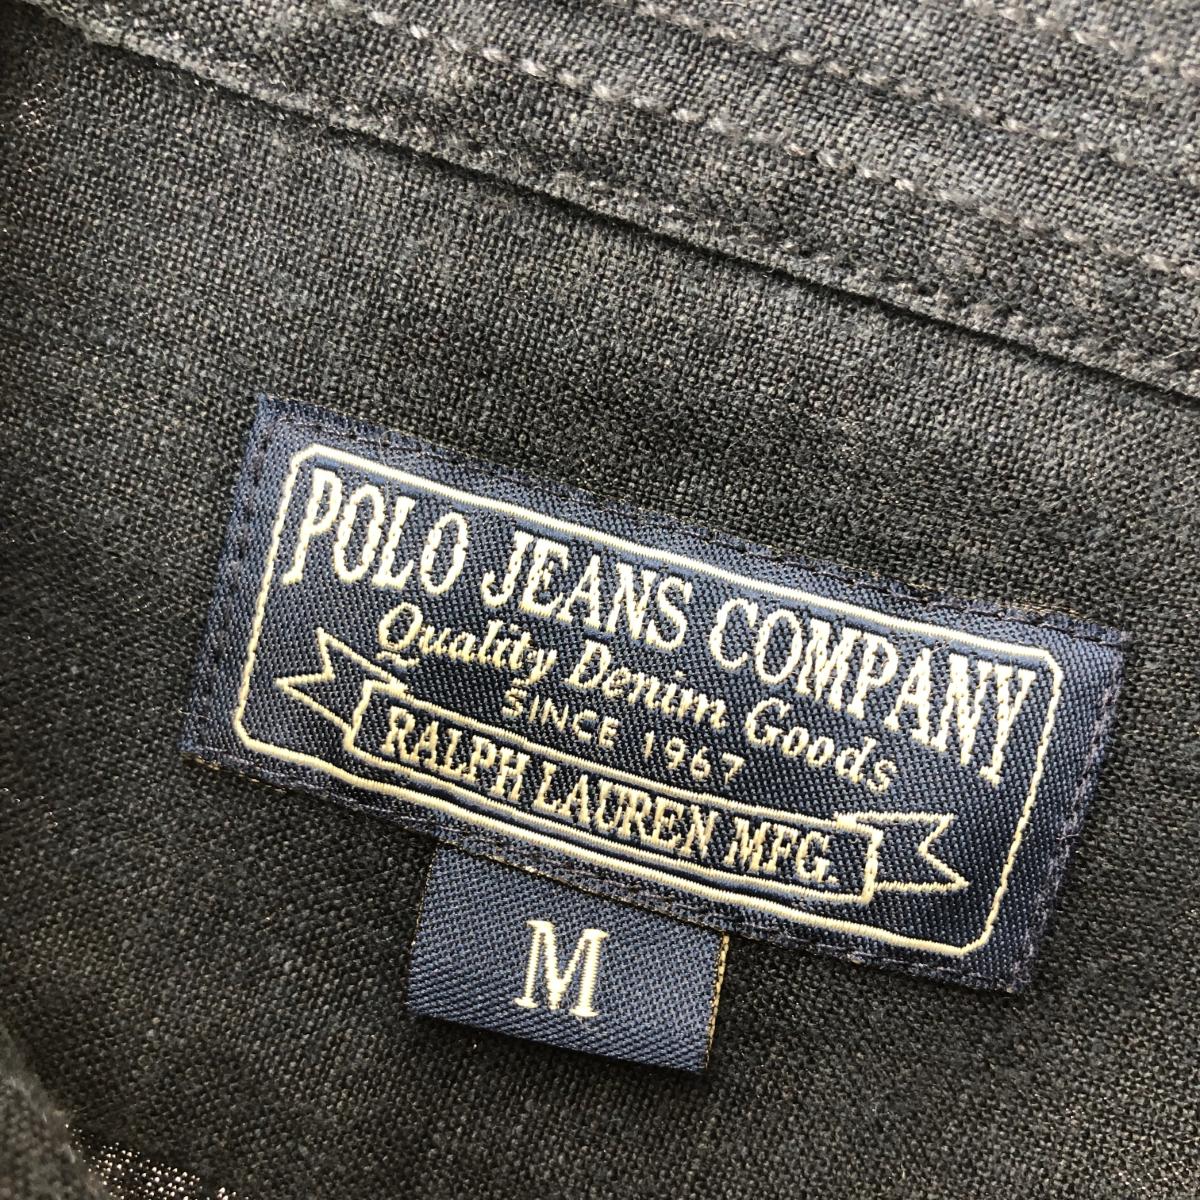 POLO JEANS COMPANY
Quality Denim Goods
SINCE 1967
RALPH LAUREN MFG.
M